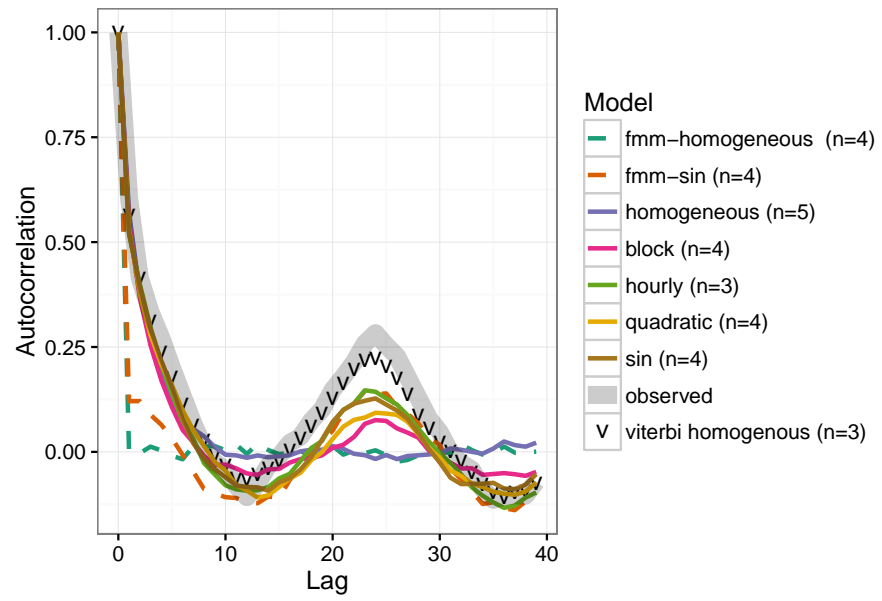 1.00
0.75
0.50
0.25
0.00
Autocorrelation
0
10
20
30
40
Lag
Model
fmm−homogeneous (n=4)
fmm−sin (n=4)
homogeneous (n=5)
block (n=4)
hourly (n=3)
quadratic (n=4)
sin (n=4)
observed
v viterbi homogenous (n=3)